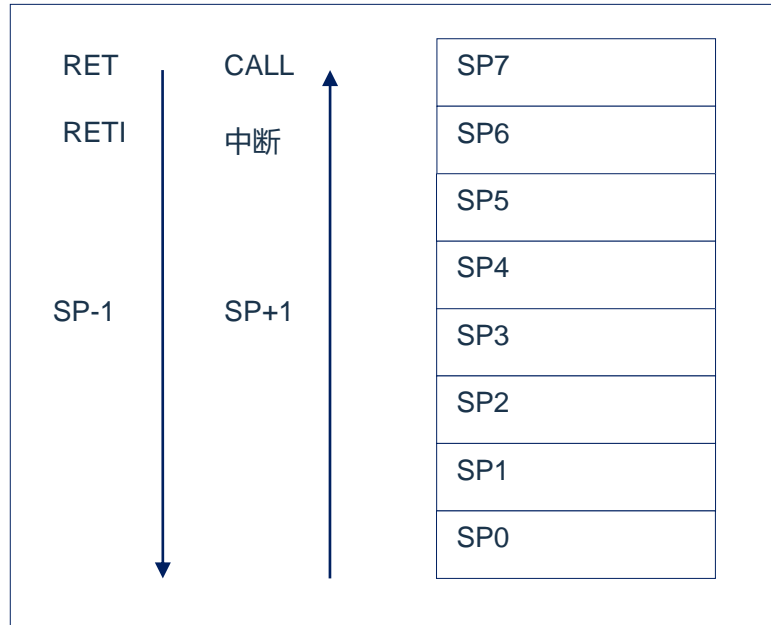 RET CALL SP7
RETI 中断 SP6
SP5
SP4
SP-1 SP+1 SP3
SP2
SP1
SP0